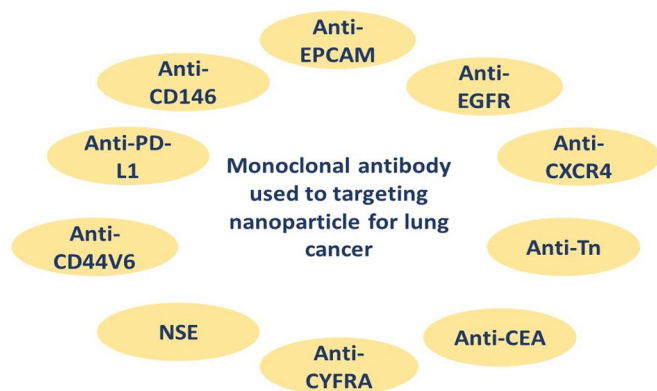 Anti-
EPCAM
Anti-
EGFR
Anti-
CXCR4
Anti-Tn
Anti-CEA
Anti-
CYFRA
NSE
Anti-
CD44V6
Anti-PD-
L1
Anti-
CD146
Monoclonal antibody
used to targeting
nanoparticle for lung
cancer